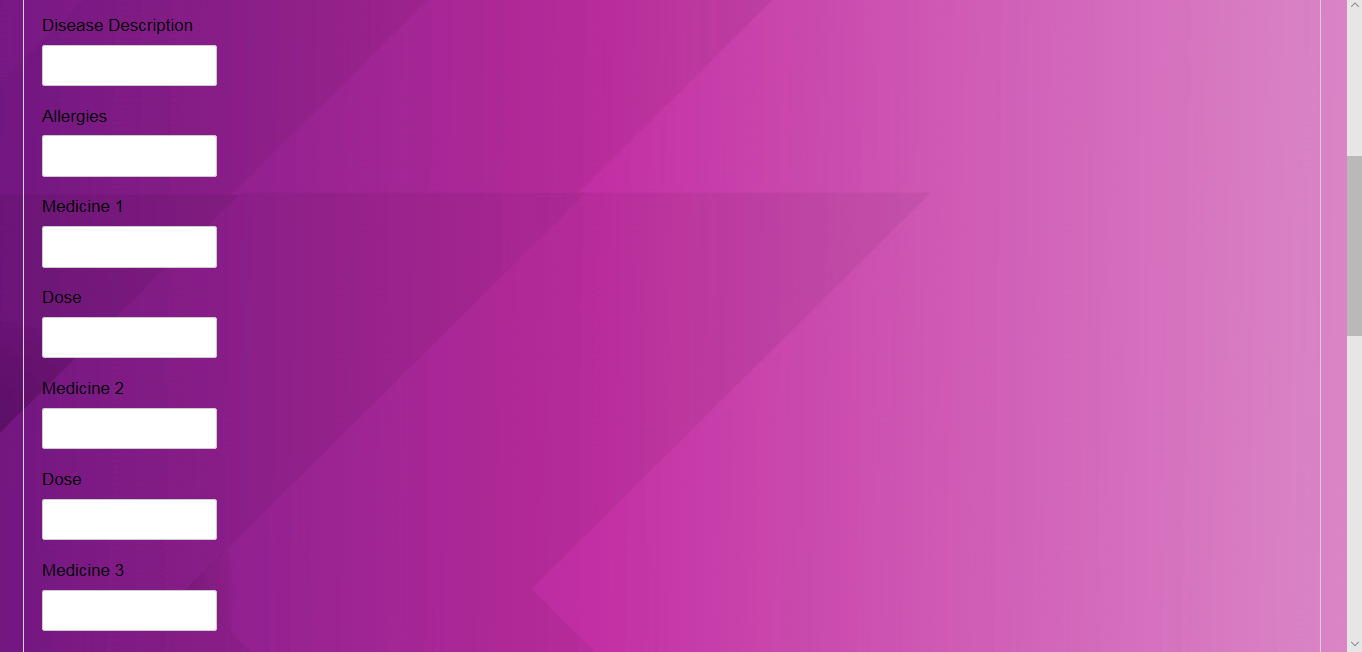 Disease Description
Allergies
Medicine 1
Dose
Medicine 2
Dose
Medicine 3